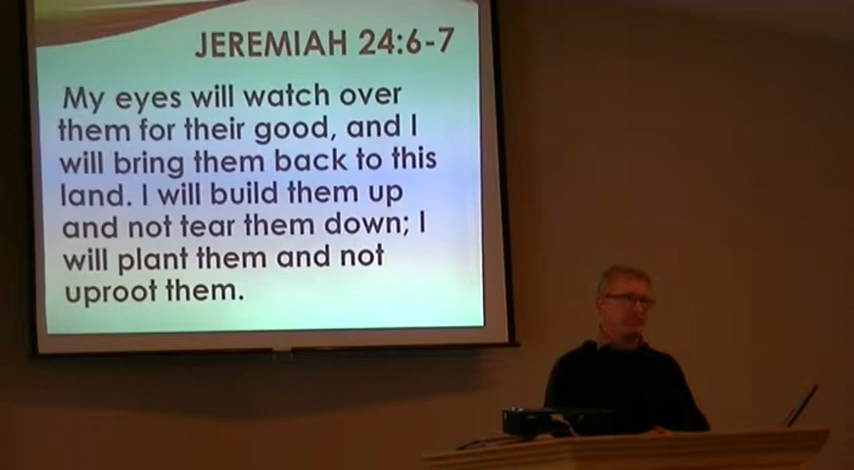 JEREMIAH 24:6-7
My eyes will watch over
them for their good, and I
will bring them back to this
land. I will build them up
and not tear them down; I
will plant them and not
uproot them.